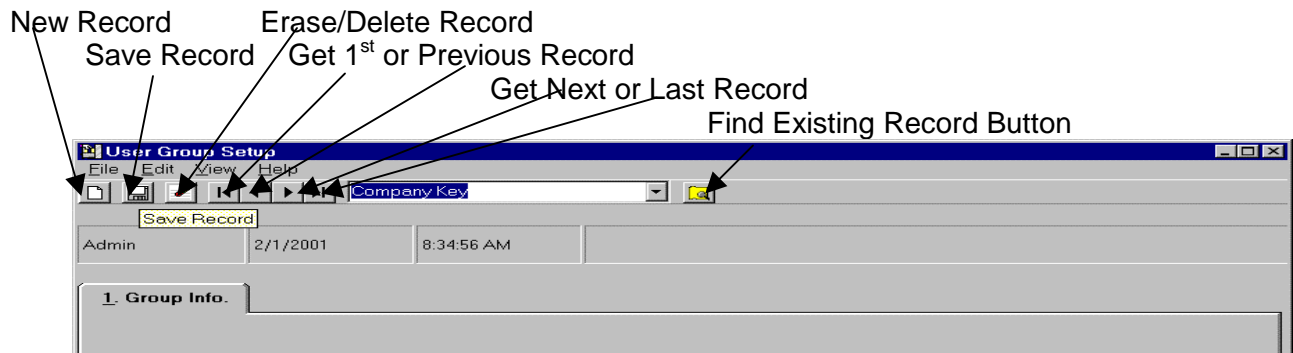 New Record Erase/Delete Record
Save Record Get 1st or Previous Record
Get Next or Last Record
Find Existing Record Button
User Group Setup
File Edit View Help
Company Key
Save Record
Admin 2/1/2001 8:34:56 AM
1. Group Info.